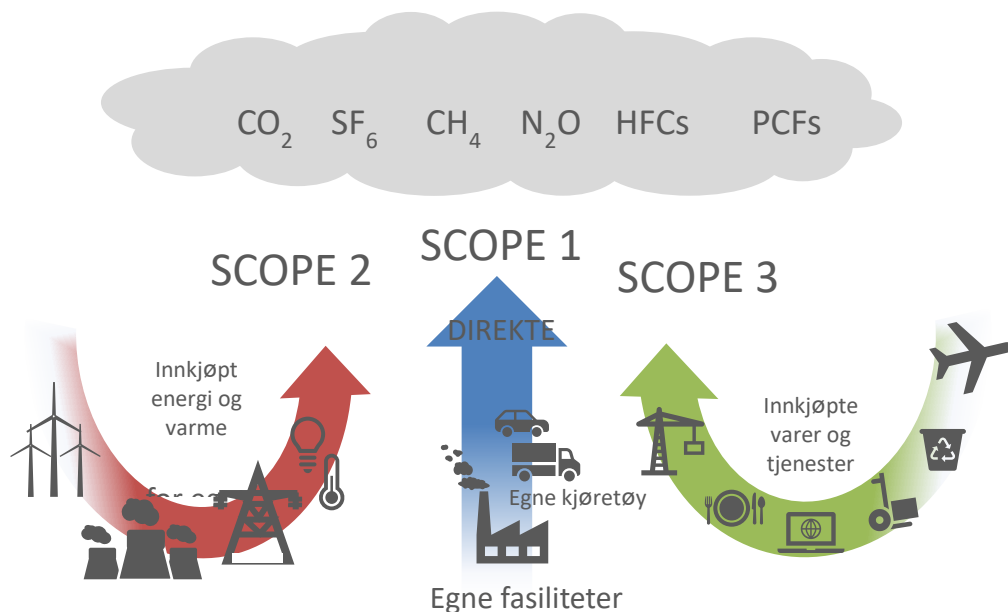 CO₂ SF₆ CH₄ N₂O HFCs PCFs
SCOPE 1
SCOPE 2
SCOPE 3
DIREKTE
Innkjøpt
energi og
varme
Innkjøpte
varer og
tjenester
Egne kjøretøy
Egne fasiliteter